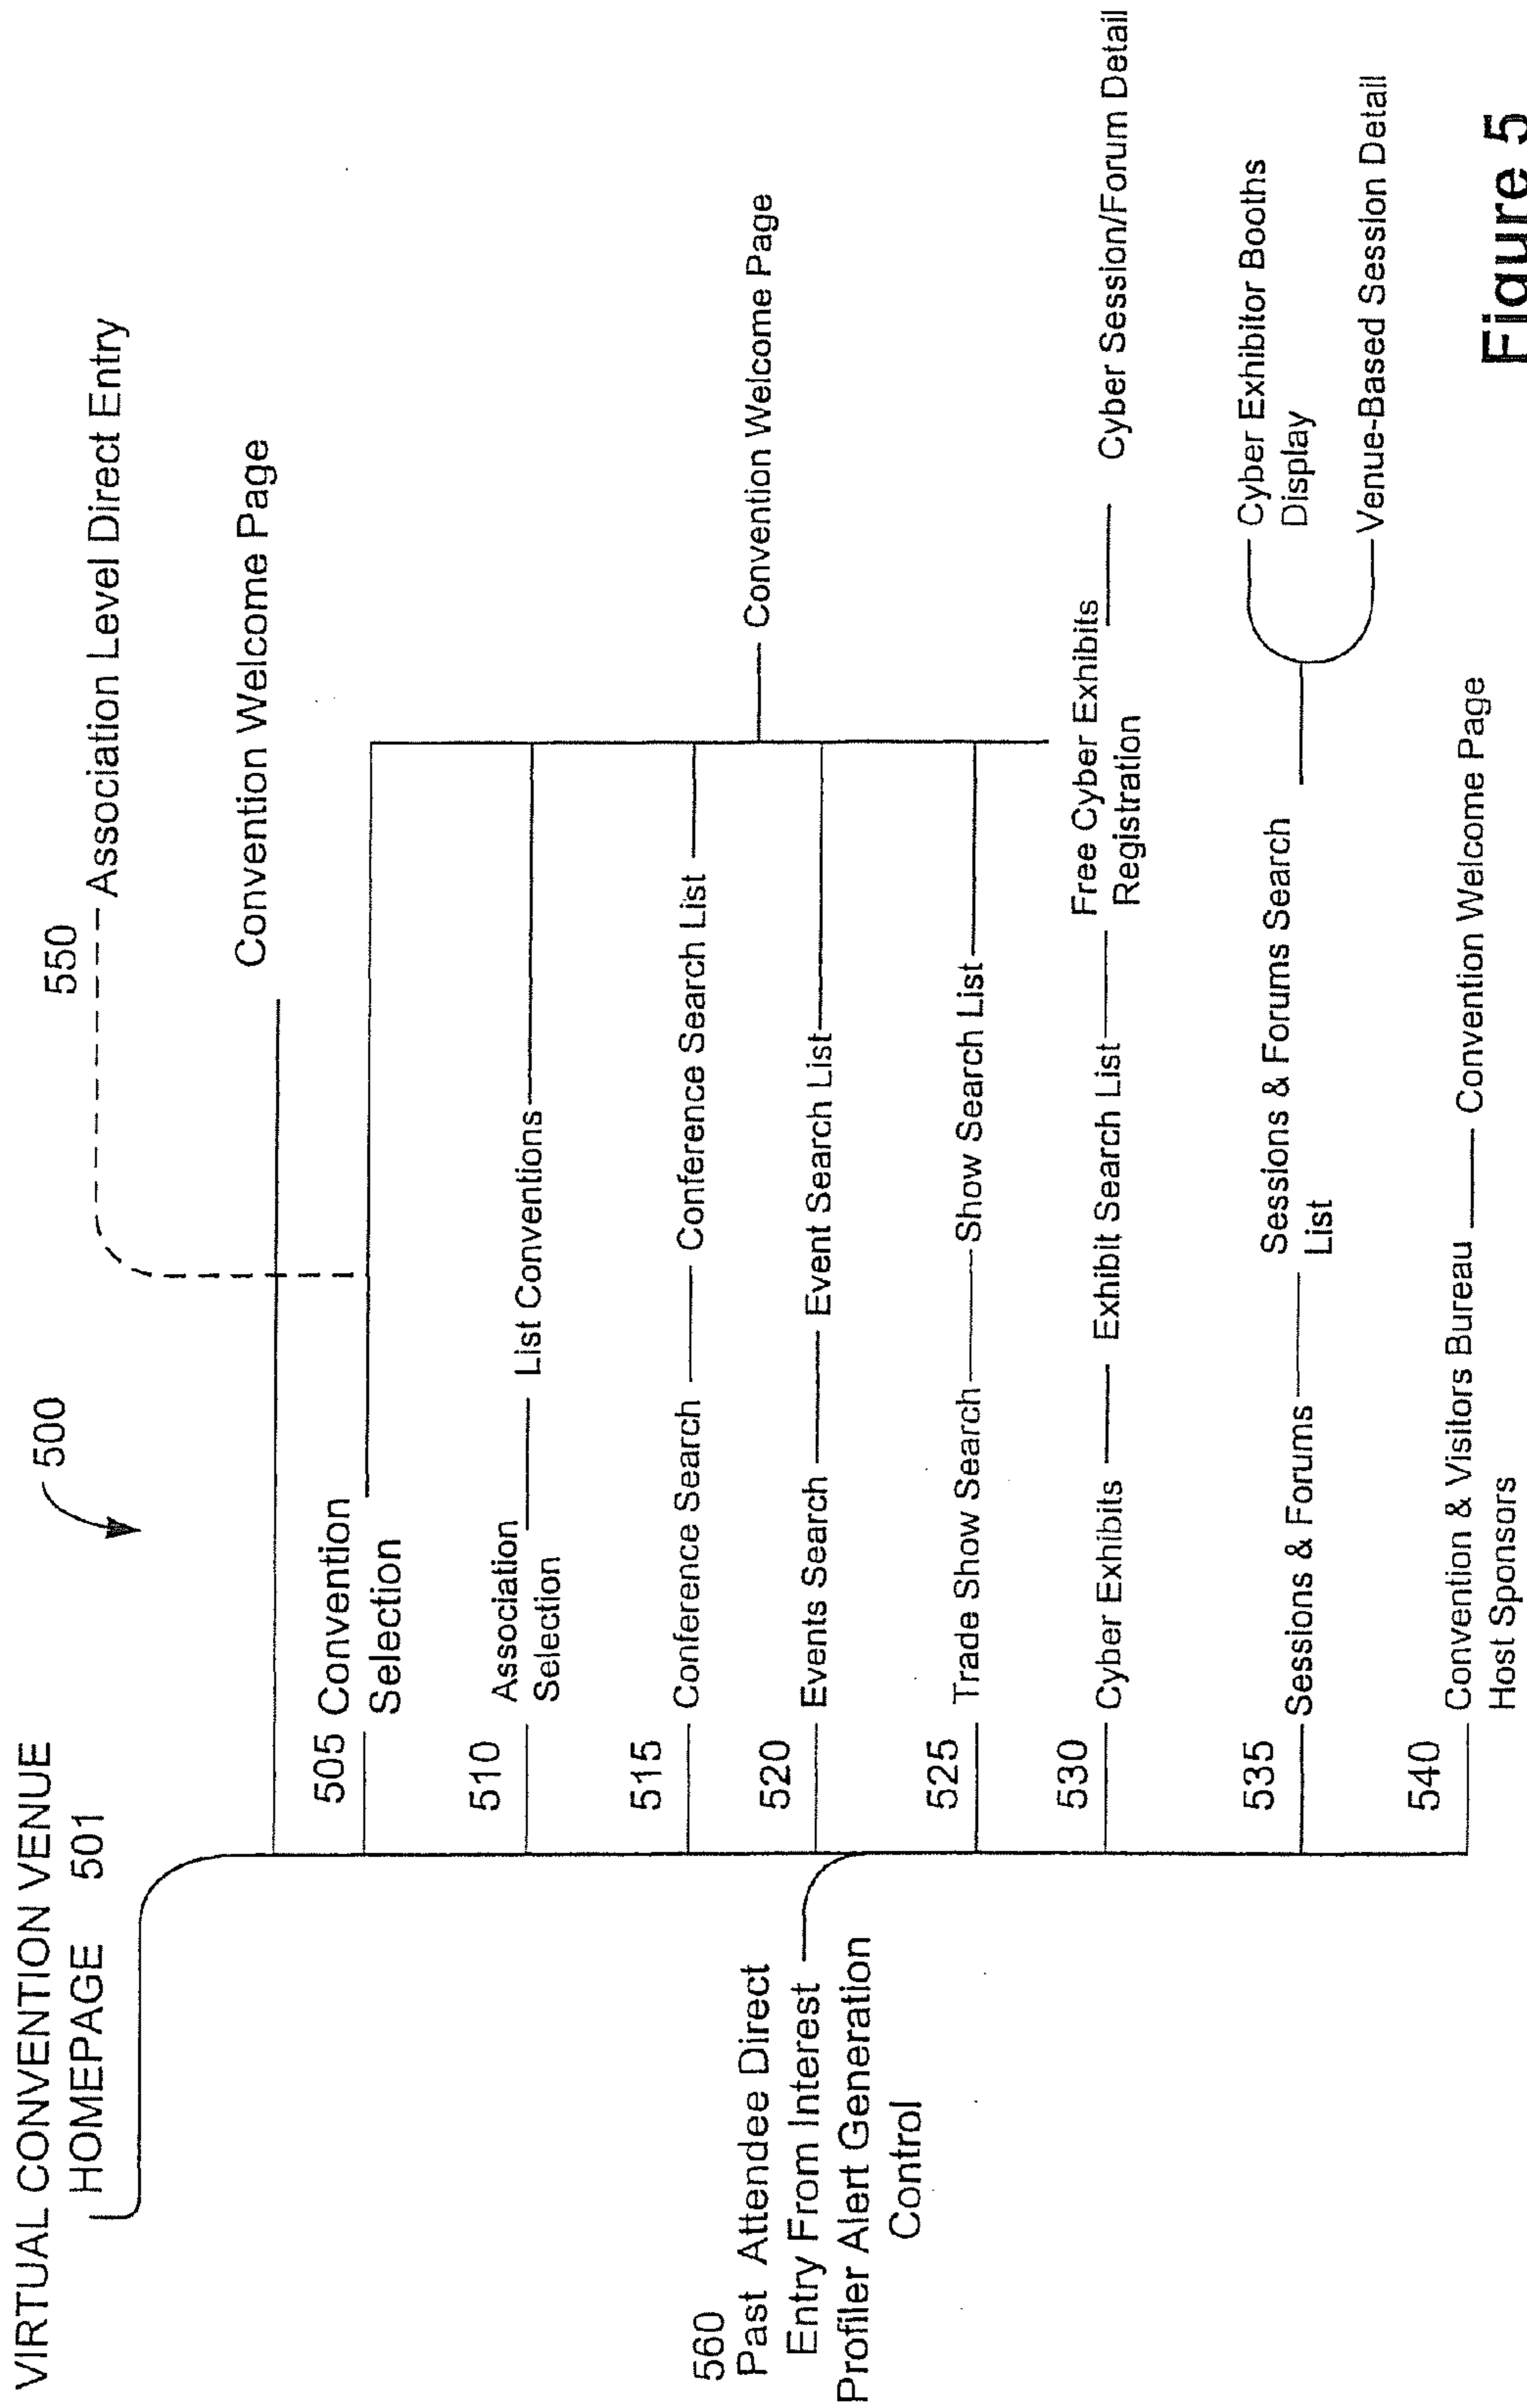 VIRTUAL CONVENTION VENUE
HOMEPAGE 501
500
550
Association Level Direct Entry
Convention Welcome Page
505 Convention
Selection
510
Association
Selection
List Conventions
515
Conference Search
Conference Search List
Convention Welcome Page
520
Events Search
Event Search List
525
Trade Show Search
Show Search List
530
Cyber Exhibits
Exhibit Search List
Free Cyber Exhibits
Registration
Cyber Session/Forum Detail
535
Sessions & Forums
Sessions & Forums Search
List
Cyber Exhibitor Booths
Display
Venue-Based Session Detail
540
Convention & Visitors Bureau
Host Sponsors
Convention Welcome Page
560
Past Attendee Direct
Entry From Interest
Profiler Alert Generation
Control
Figure 5